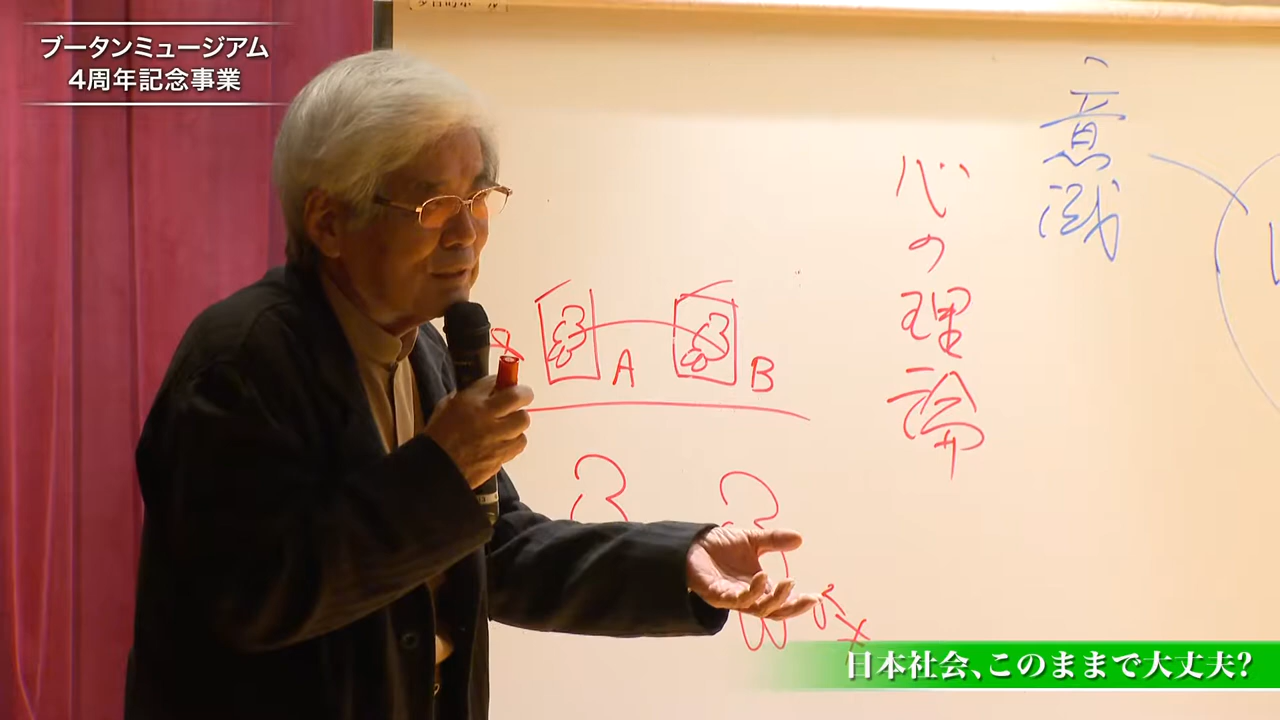 ブータンミュージアム
4周年記念事業
意識
心の理論
A
B
日本社会、このままで大丈夫?